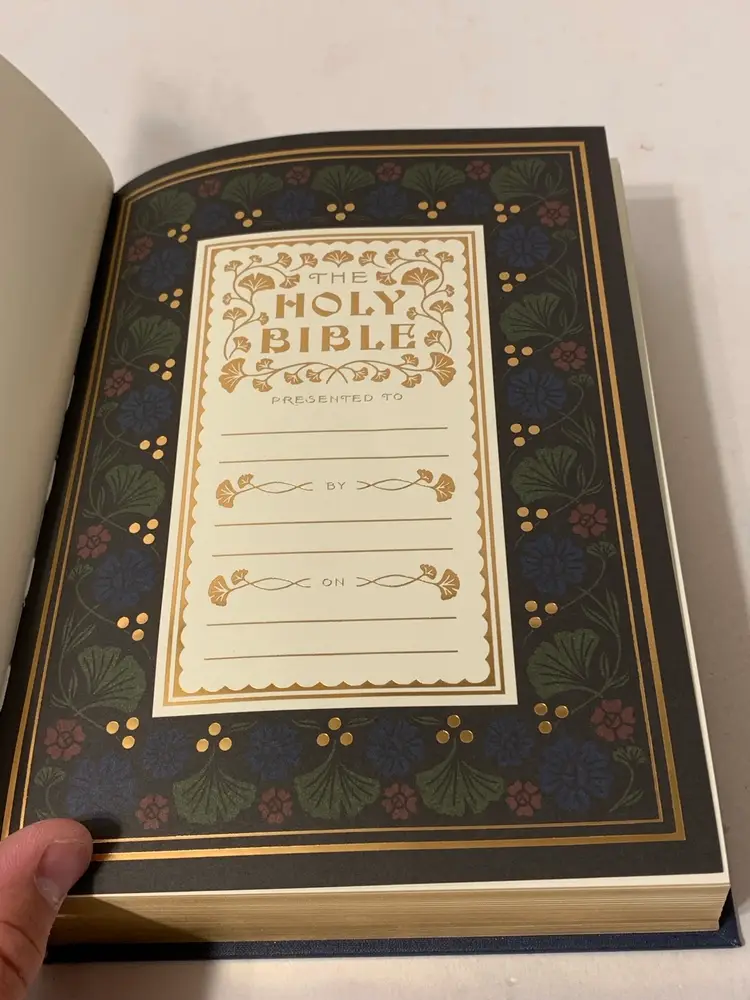 THE
HOLY
BIBLE
PRESENTED TO
BY
ON